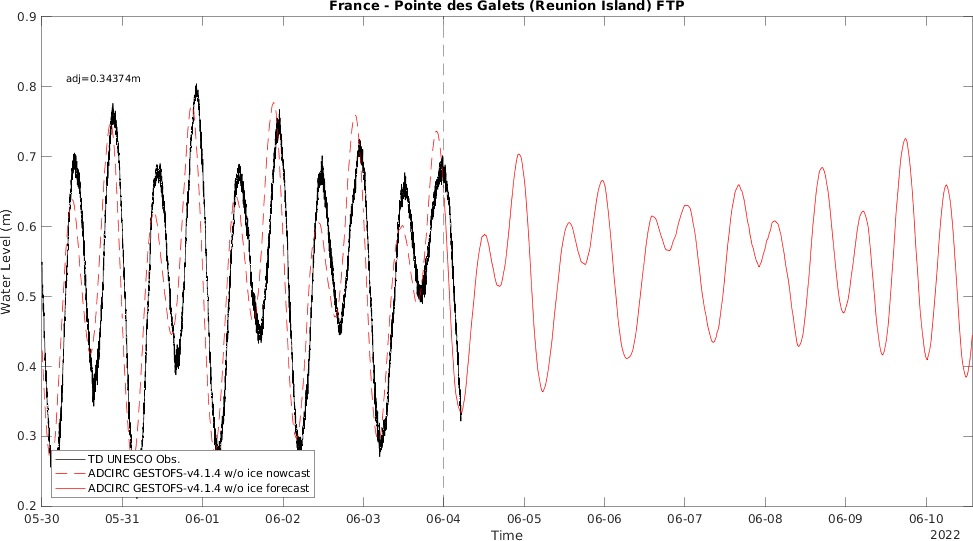 France - Pointe des Galets (Reunion Island) FTP
0.9
0.8
0.7
0.6
0.5
0.4
0.3
0.2
Water Level (m)
adj=0.34374m
TD UNESCO Obs.
ADCIRC GESTOFS-v4.1.4 w/o ice nowcast
ADCIRC GESTOFS-v4.1.4 w/o ice forecast
05-30 05-31 06-01 06-02 06-03 06-04 06-05 06-06 06-07 06-08 06-09 06-10
Time
2022